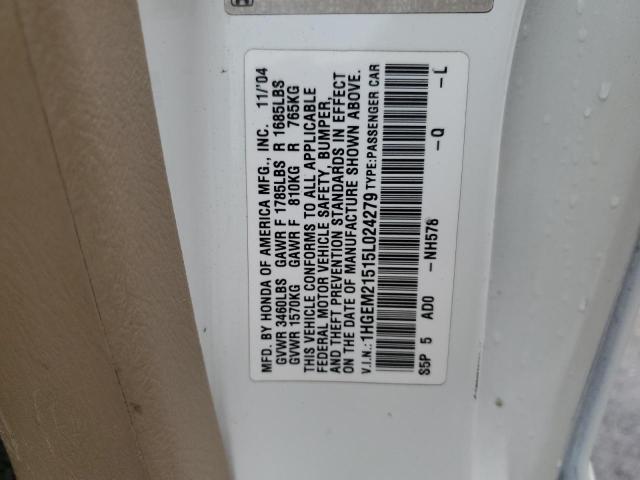 MFD. BY HONDA OF AMERICA MFG., INC. 11/'04
GVWR 3460LBS GAWR F 1785LBS R 1685LBS
GVWR 1570KG GAWR F 810KG R 765KG
THIS VEHICLE CONFORMS TO ALL APPLICABLE
FEDERAL MOTOR VEHICLE SAFETY, BUMPER,
AND THEFT PREVENTION STANDARDS IN EFFECT
ON THE DATE OF MANUFACTURE SHOWN ABOVE.
V.I.N.: 1HGEM21515L024279 TYPE:PASSENGER CAR
S5P 5 AD0 -NH578 -Q -L